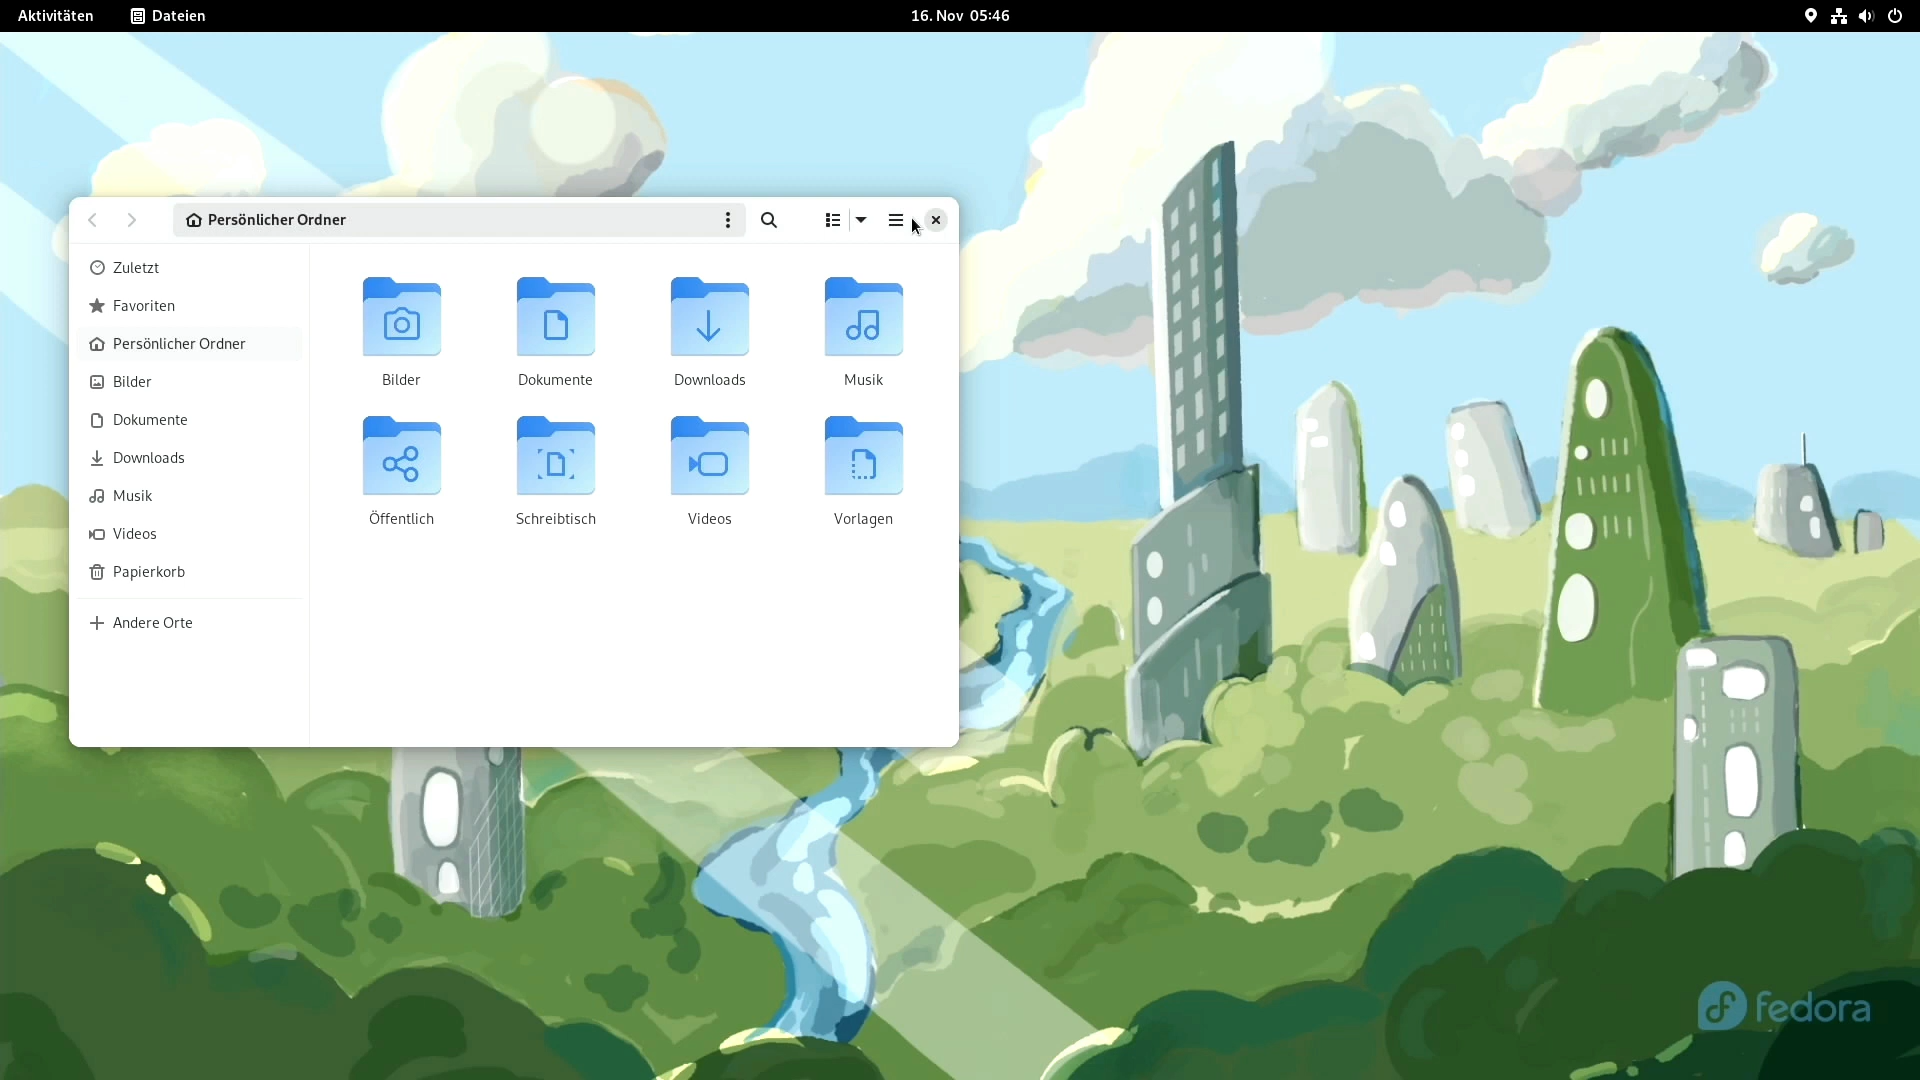 Aktivitäten Dateien 16. Nov 05:46
Persönlicher Ordner
Zuletzt
Favoriten
Persönlicher Ordner
Bilder
Dokumente
Downloads
Musik
Videos
Papierkorb
Andere Orte
Bilder Dokumente Downloads Musik
Öffentlich Schreibtisch Videos Vorlagen
fedora